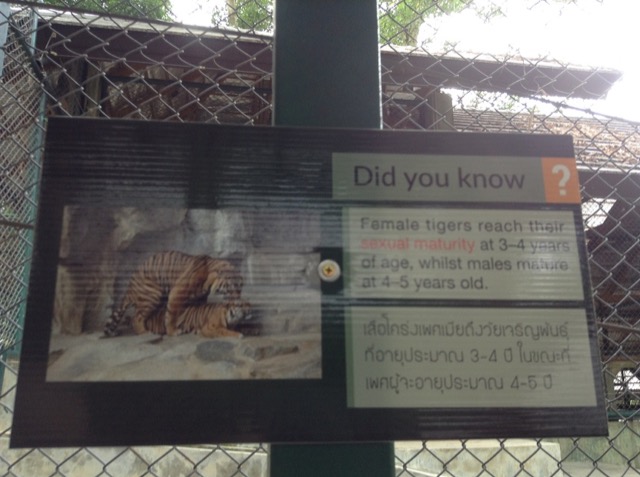 Did you know ?
Female tigers reach their
sexual maturity at 3-4 years
of age, whilst males mature
at 4-5 years old.
เสือโคร่งเพศเมียถึงวัยเจริญพันธุ์
ที่อายุประมาณ 3-4 ปี ในขณะที่
เพศผู้จะอายุประมาณ 4-5 ปี